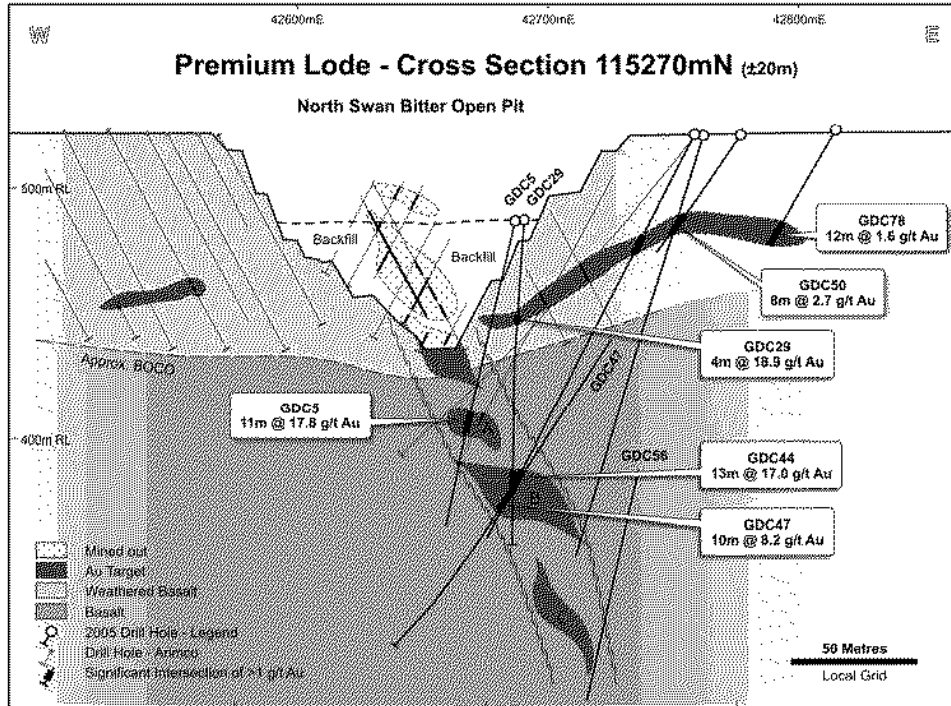 42600mE
42700mE
42800mE
W
E
Premium Lode - Cross Section 115270mN (±20m)
North Swan Bitter Open Pit
500m RL
GDC5
GDC29
Backfill
Backfill
GDC78
12m @ 1.6 g/t Au
GDC50
8m @ 2.7 g/t Au
GDC29
4m @ 18.9 g/t Au
Approx. BOCO
GDC47
GDC5
11m @ 17.8 g/t Au
400m RL
GDC56
GDC44
13m @ 17.0 g/t Au
B
GDC47
10m @ 8.2 g/t Au
Mined out
Au Target
Weathered Basalt
Basalt
2005 Drill Hole - Legend
Drill Hole - Arimco
Significant Intersection of >1 g/t Au
50 Metres
Local Grid